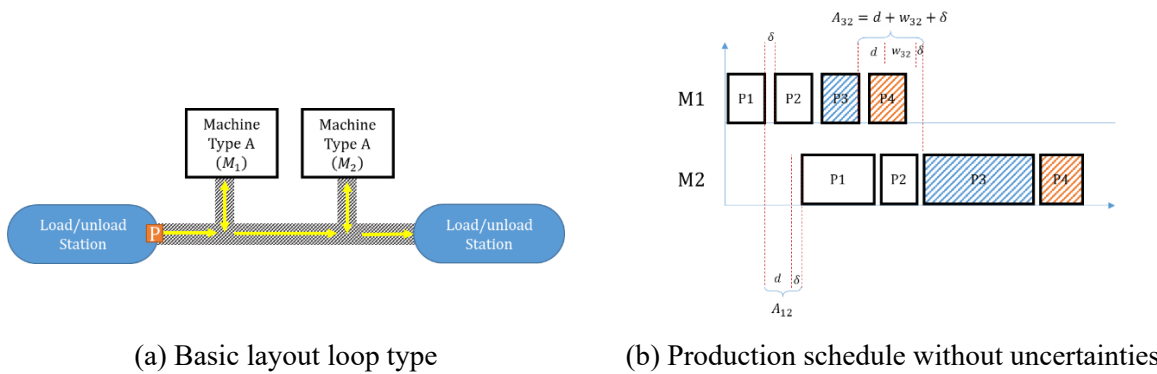 Machine
Type A
(M₁)
Machine
Type A
(M₂)
Load/unload
Station
P
Load/unload
Station
(a) Basic layout loop type
A₃₂ = d + w₃₂ + δ
δ
d w₃₂ δ
M1
P1 P2 P3 P4
M2
P1 P2 P3 P4
d δ
A₁₂
(b) Production schedule without uncertainties